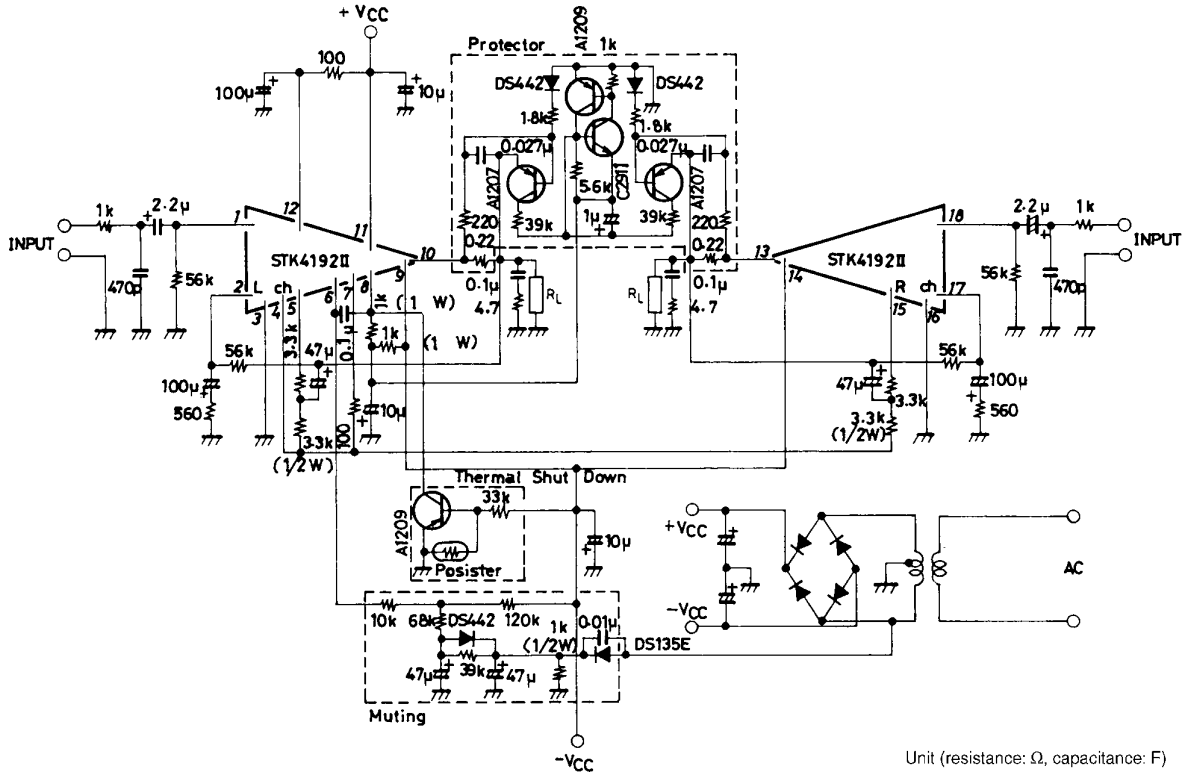 + VCC
Protector
A1209
1k
100
100µ
10µ
DS442
DS442
1.8k
1.8k
0.027µ
0.027µ
A1207
C2911
A1207
5.6k
220
39k
1µ
39k
220
1k
2.2µ
1
12
11
10
0.22
0.22
13
18
2.2µ
1k
INPUT
INPUT
STK4192Ⅱ
STK4192Ⅱ
14
470p
56k
0.1µ
4.7
RL
RL
0.1µ
4.7
56k
470p
2
L ch
3
4
5
6
7
8
9
1k
(1 W)
1k
(1 W)
R ch
15
16
17
3.3k
0.1µ
47µ
56k
100µ
560
3.3k
(1/2W)
100
10µ
56k
47µ
3.3k
3.3k
(1/2W)
100µ
560
Thermal Shut Down
33k
A1209
Posister
10µ
+VCC
-VCC
AC
10k
68k
DS442
120k
1k
(1/2W)
0.01µ
DS135E
39k
47µ
47µ
Muting
-VCC
Unit (resistance: Ω, capacitance: F)